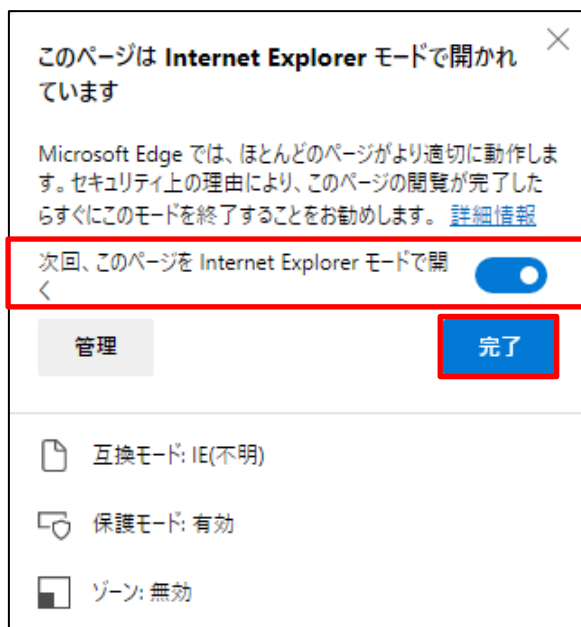 このページは Internet Explorer モードで開かれ
ています
Microsoft Edge では、ほとんどのページがより適切に動作しま
す。セキュリティ上の理由により、このページの閲覧が完了した
らすぐにこのモードを終了することをお勧めします。 詳細情報
次回、このページを Internet Explorer モードで開
く
管理
完了
互換モード: IE(不明)
保護モード: 有効
ゾーン: 無効